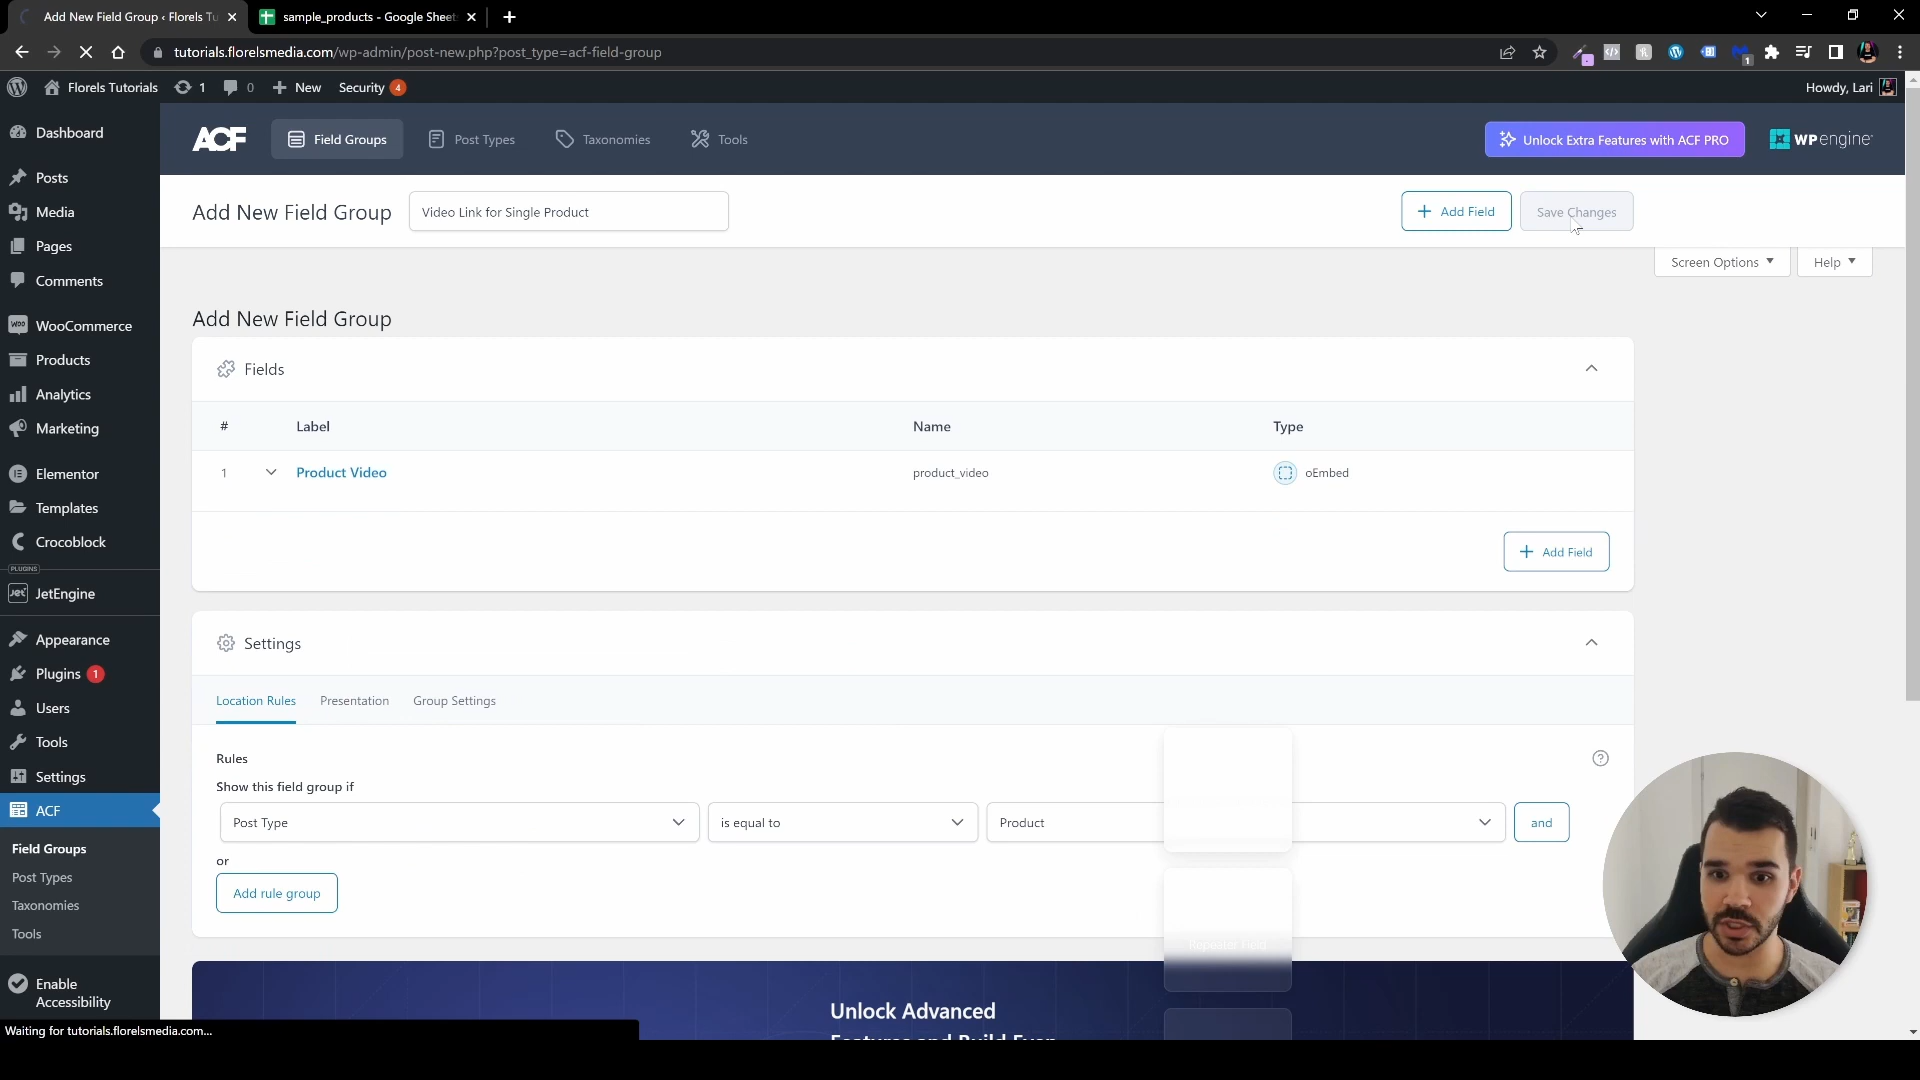 Add New Field Group ‹ Florels Tu
sample_products - Google Sheet
tutorials.florelsmedia.com/wp-admin/post-new.php?post_type=acf-field-group
Florels Tutorials
1
0
New
Security 4
Howdy, Lari
Dashboard
Posts
Media
Pages
Comments
WooCommerce
Products
Analytics
Marketing
Elementor
Templates
Crocoblock
PLUGINS
JetEngine
Appearance
Plugins 1
Users
Tools
Settings
ACF
Field Groups
Post Types
Taxonomies
Tools
Enable
Accessibility
ACF
Field Groups
Post Types
Taxonomies
Tools
Unlock Extra Features with ACF PRO
WP engine
Add New Field Group
Video Link for Single Product
Add Field
Save Changes
Screen Options
Help
Add New Field Group
Fields
# Label Name Type
1 Product Video product_video oEmbed
Add Field
Settings
Location Rules Presentation Group Settings
Rules
Show this field group if
Post Type is equal to Product and
or
Add rule group
Repeater Field
Unlock Advanced
Features and Build Even
Waiting for tutorials.florelsmedia.com...